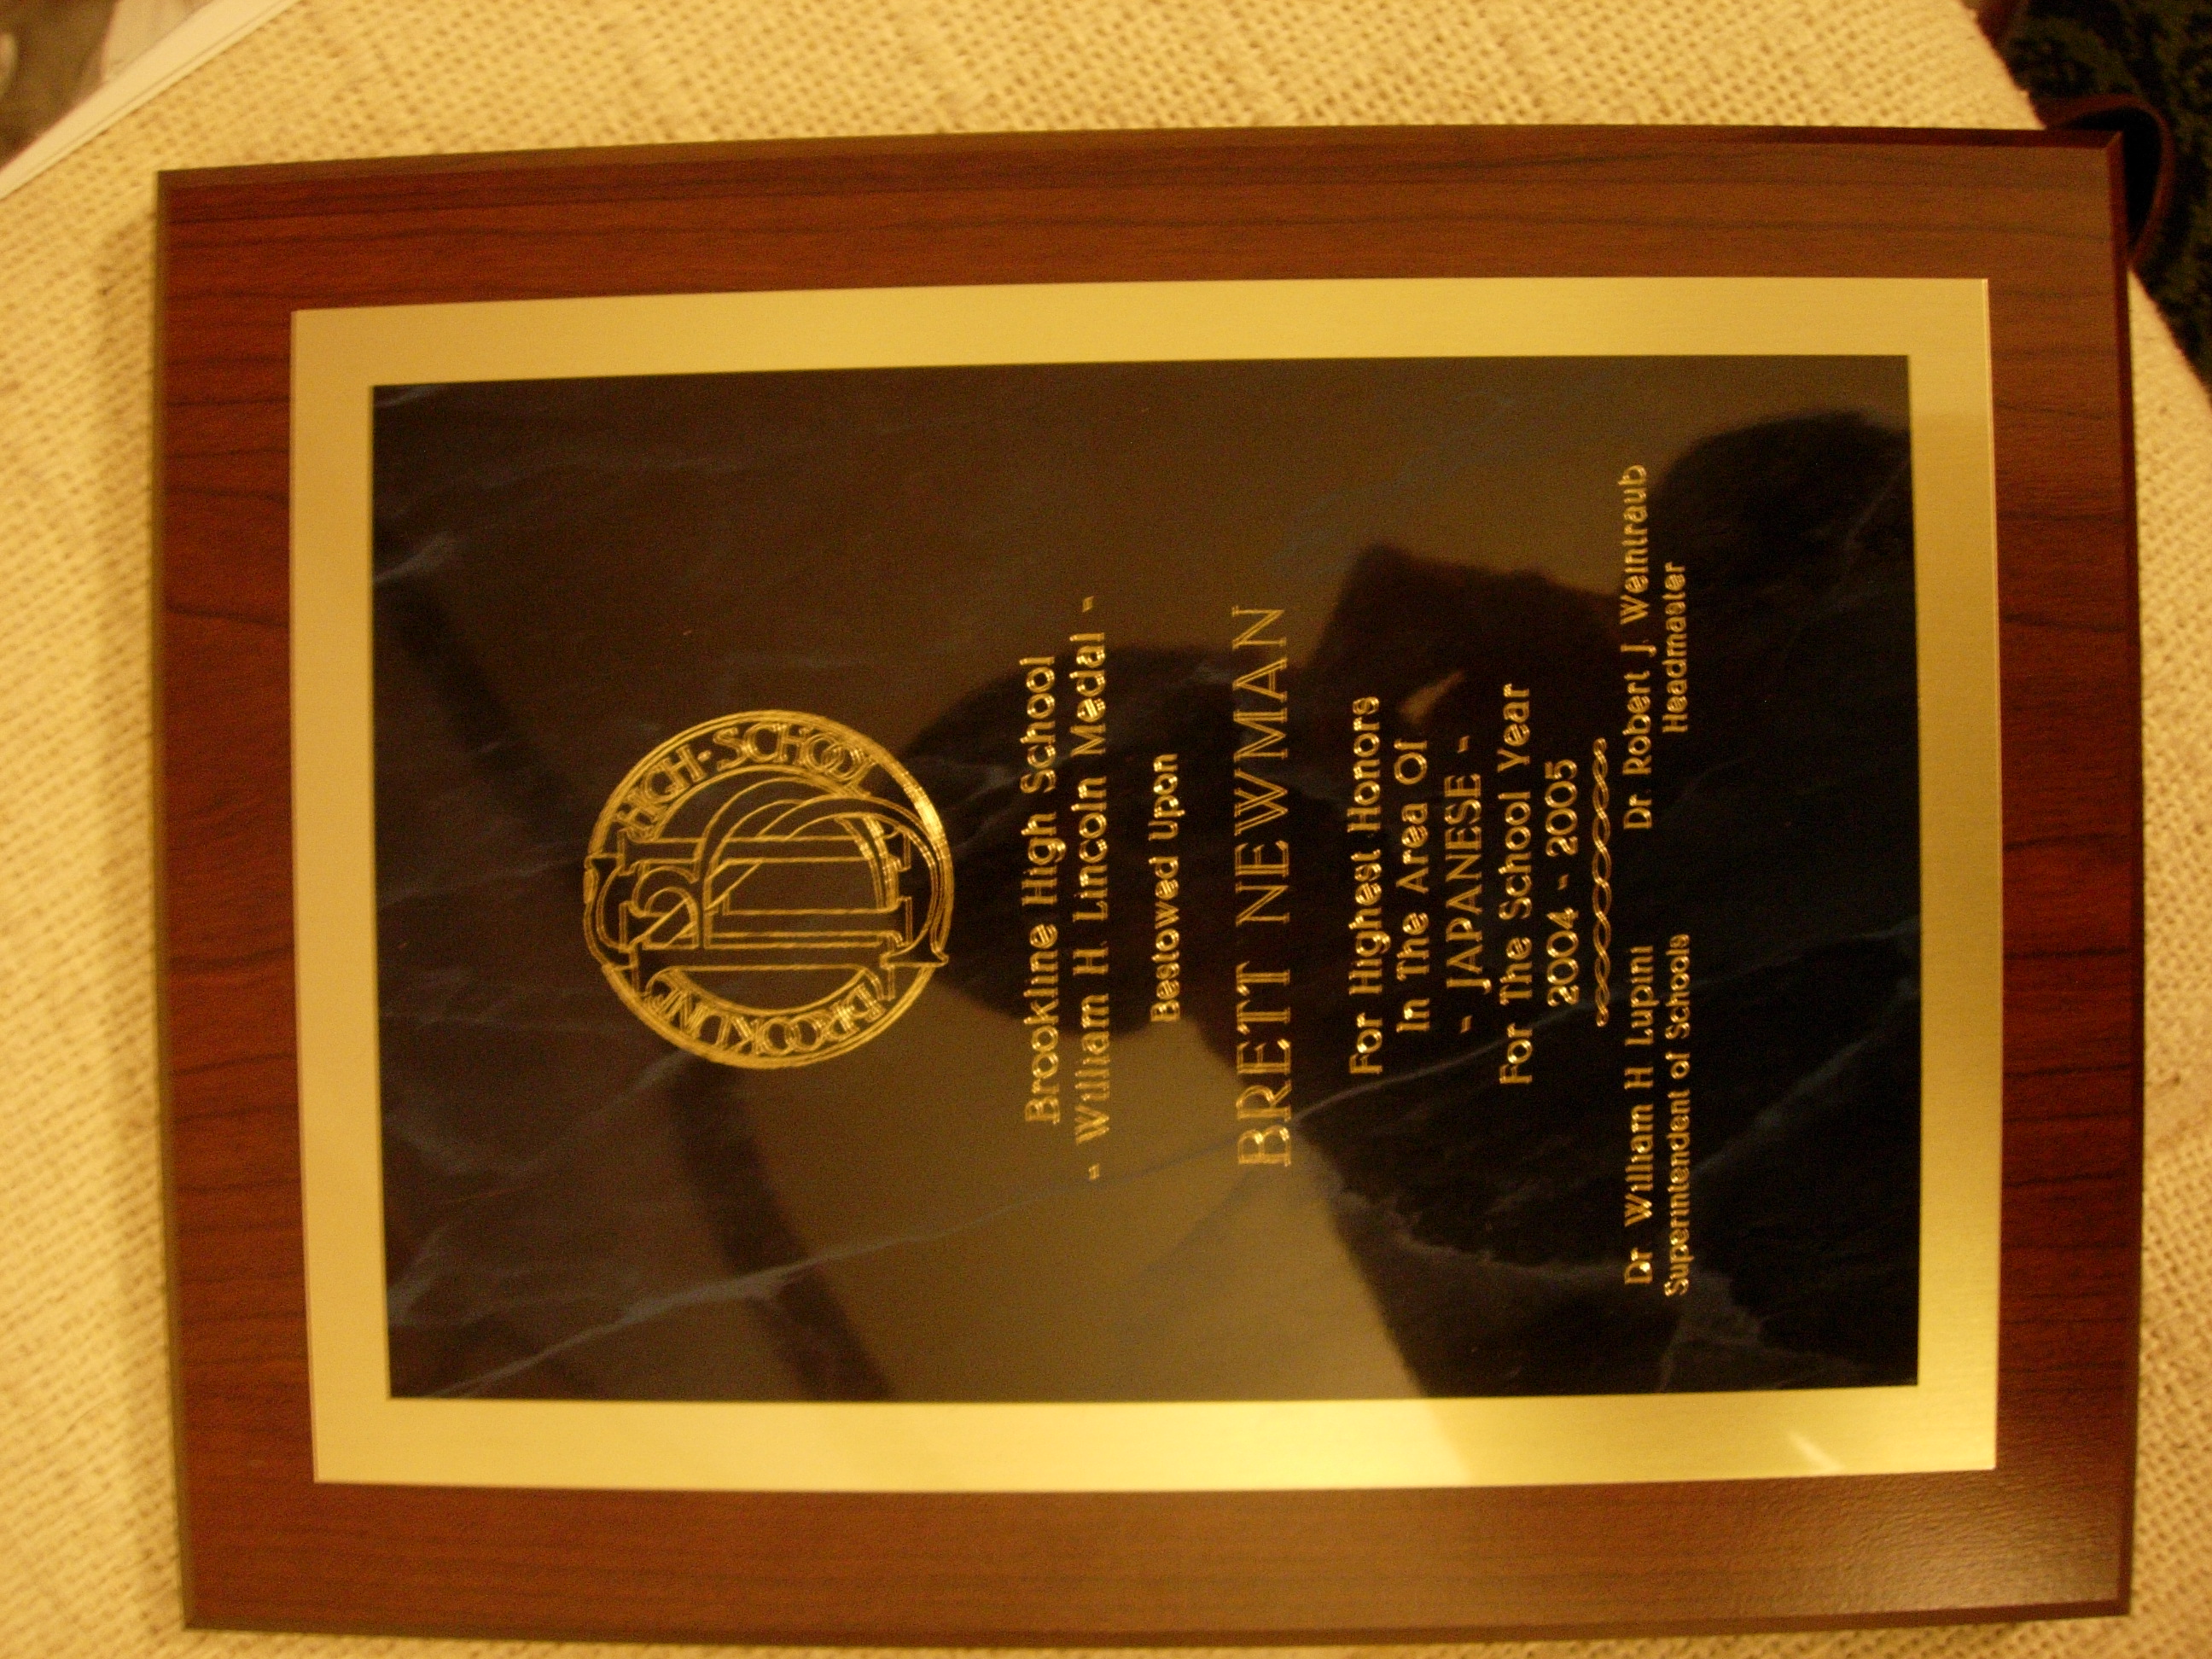 BROOKLINE HIGH·SCHOOL
Brookline High School
- William H. Lincoln Medal -
Bestowed Upon
BRETT NEWMAN
For Highest Honors
In The Area Of
- JAPANESE -
For The School Year
2004 - 2005
Dr. William H. Lupini
Superintendent of Schools
Dr. Robert J. Weintraub
Headmaster